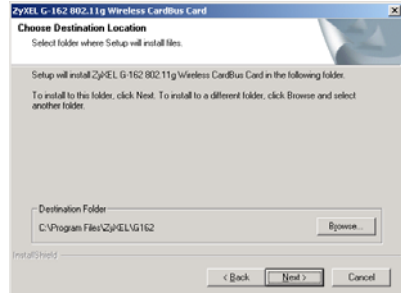 ZyXEL G-162 802.11g Wireless CardBus Card
Choose Destination Location
Select folder where Setup will install files.
Setup will install ZyXEL G-162 802.11g Wireless CardBus Card in the following folder.
To install to this folder, click Next. To install to a different folder, click Browse and select
another folder.
Destination Folder
C:\Program Files\ZyXEL\G162
Browse...
InstallShield
< Back
Next >
Cancel